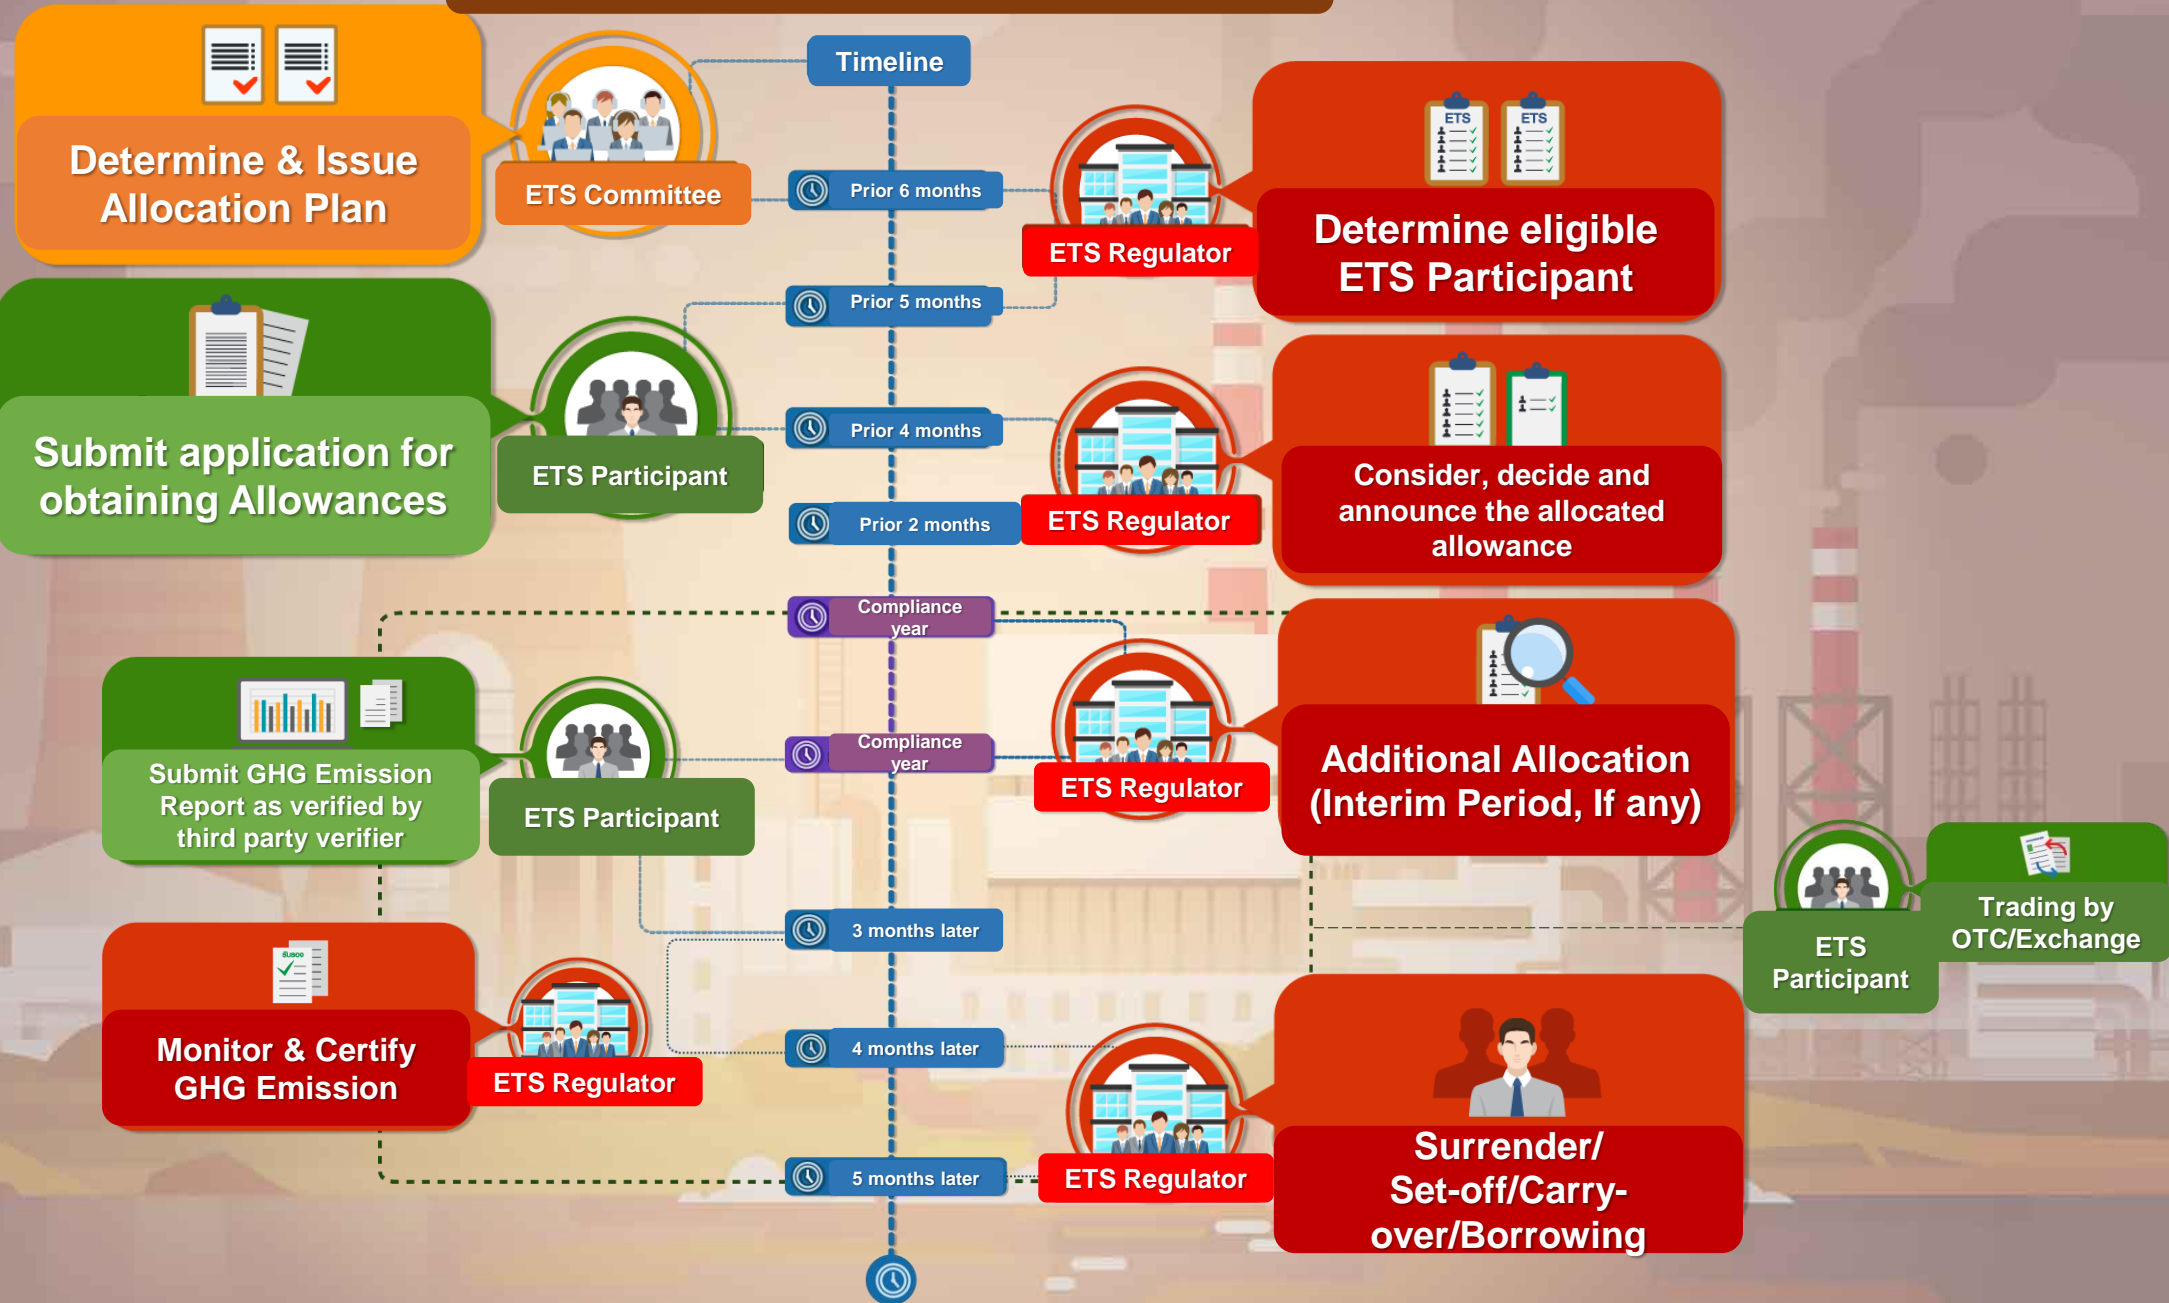 Timeline
Determine & Issue
Allocation Plan
ETS Committee
Prior 6 months
ETS
ETS
ETS Regulator
Determine eligible
ETS Participant
Prior 5 months
Submit application for
obtaining Allowances
ETS Participant
Prior 4 months
Prior 2 months
ETS Regulator
Consider, decide and
announce the allocated
allowance
Compliance
year
Compliance
year
ETS Regulator
Additional Allocation
(Interim Period, If any)
Submit GHG Emission
Report as verified by
third party verifier
ETS Participant
3 months later
ETS
Participant
Trading by
OTC/Exchange
Monitor & Certify
GHG Emission
ETS Regulator
4 months later
5 months later
ETS Regulator
Surrender/
Set-off/Carry-
over/Borrowing